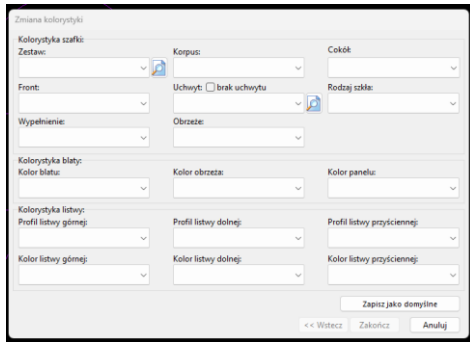 Zmiana kolorystyki
Kolorystyka szafki:
Zestaw: Korpus: Cokół:
Front: Uchwyt: brak uchwytu Rodzaj szkła:
Wypełnienie: Obrzeże:
Kolorystyka blaty:
Kolor blatu: Kolor obrzeża: Kolor panelu:
Kolorystyka listwy:
Profil listwy górnej: Profil listwy dolnej: Profil listwy przyściennej:
Kolor listwy górnej: Kolor listwy dolnej: Kolor listwy przyściennej:
Zapisz jako domyślne
<< Wstecz Zakończ Anuluj